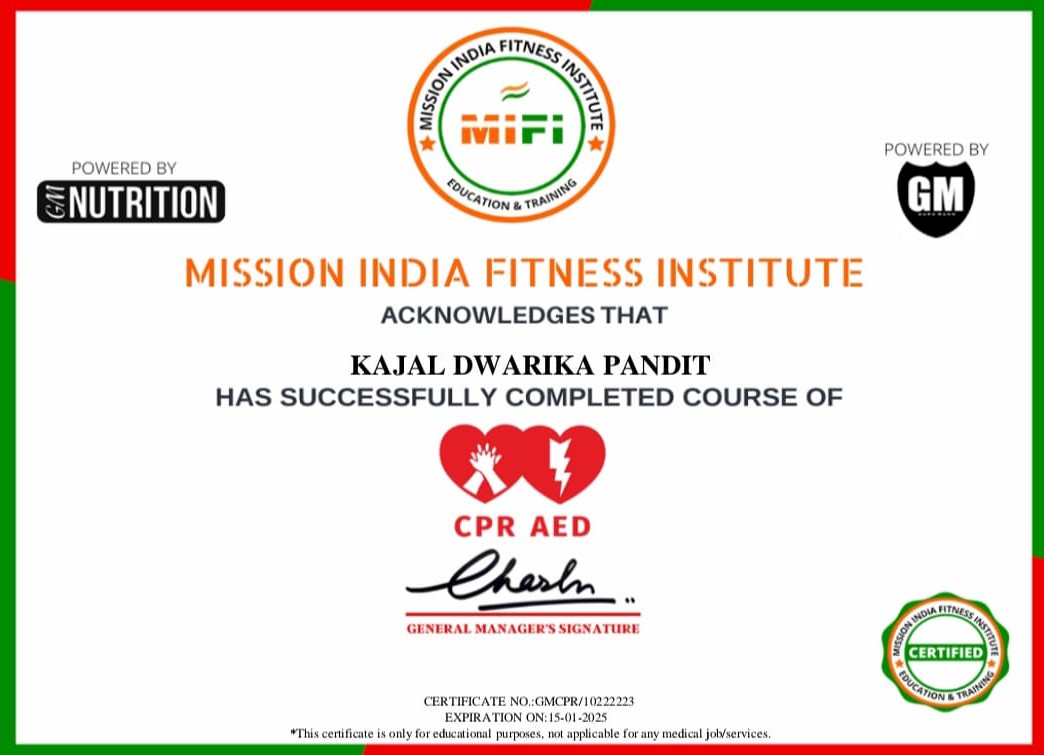 MISSION INDIA FITNESS INSTITUTE
MiFi
EDUCATION & TRAINING
POWERED BY
GM NUTRITION
POWERED BY
GM
MISSION INDIA FITNESS INSTITUTE
ACKNOWLEDGES THAT
KAJAL DWARIKA PANDIT
HAS SUCCESSFULLY COMPLETED COURSE OF
CPR AED
GENERAL MANAGER'S SIGNATURE
MISSION INDIA FITNESS INSTITUTE
CERTIFIED
EDUCATION & TRAINING
CERTIFICATE NO.:GMCPR/10222223
EXPIRATION ON:15-01-2025
*This certificate is only for educational purposes, not applicable for any medical job/services.